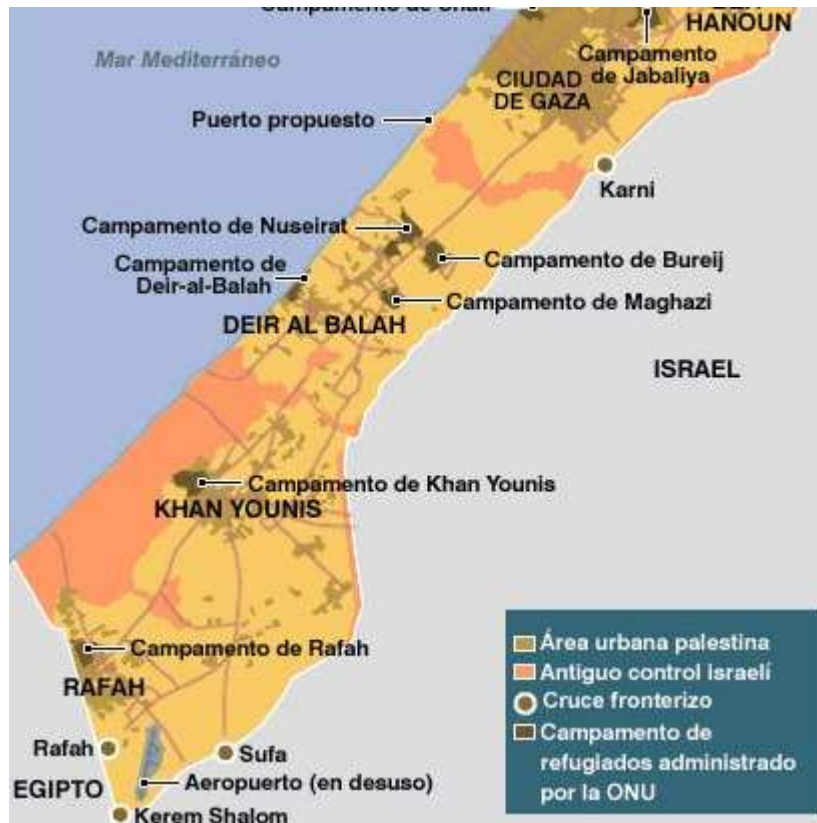 Campamento de Shati
HANOUN
Mar Mediterráneo
Campamento
de Jabaliya
CIUDAD
DE GAZA
Puerto propuesto
Karni
Campamento de Nuseirat
Campamento de Bureij
Campamento de
Deir-al-Balah
Campamento de Maghazi
DEIR AL BALAH
ISRAEL
Campamento de Khan Younis
KHAN YOUNIS
Área urbana palestina
Antiguo control israelí
Cruce fronterizo
Campamento de
refugiados administrado
por la ONU
Campamento de Rafah
RAFAH
Rafah
Sufa
Aeropuerto (en desuso)
EGIPTO
Kerem Shalom